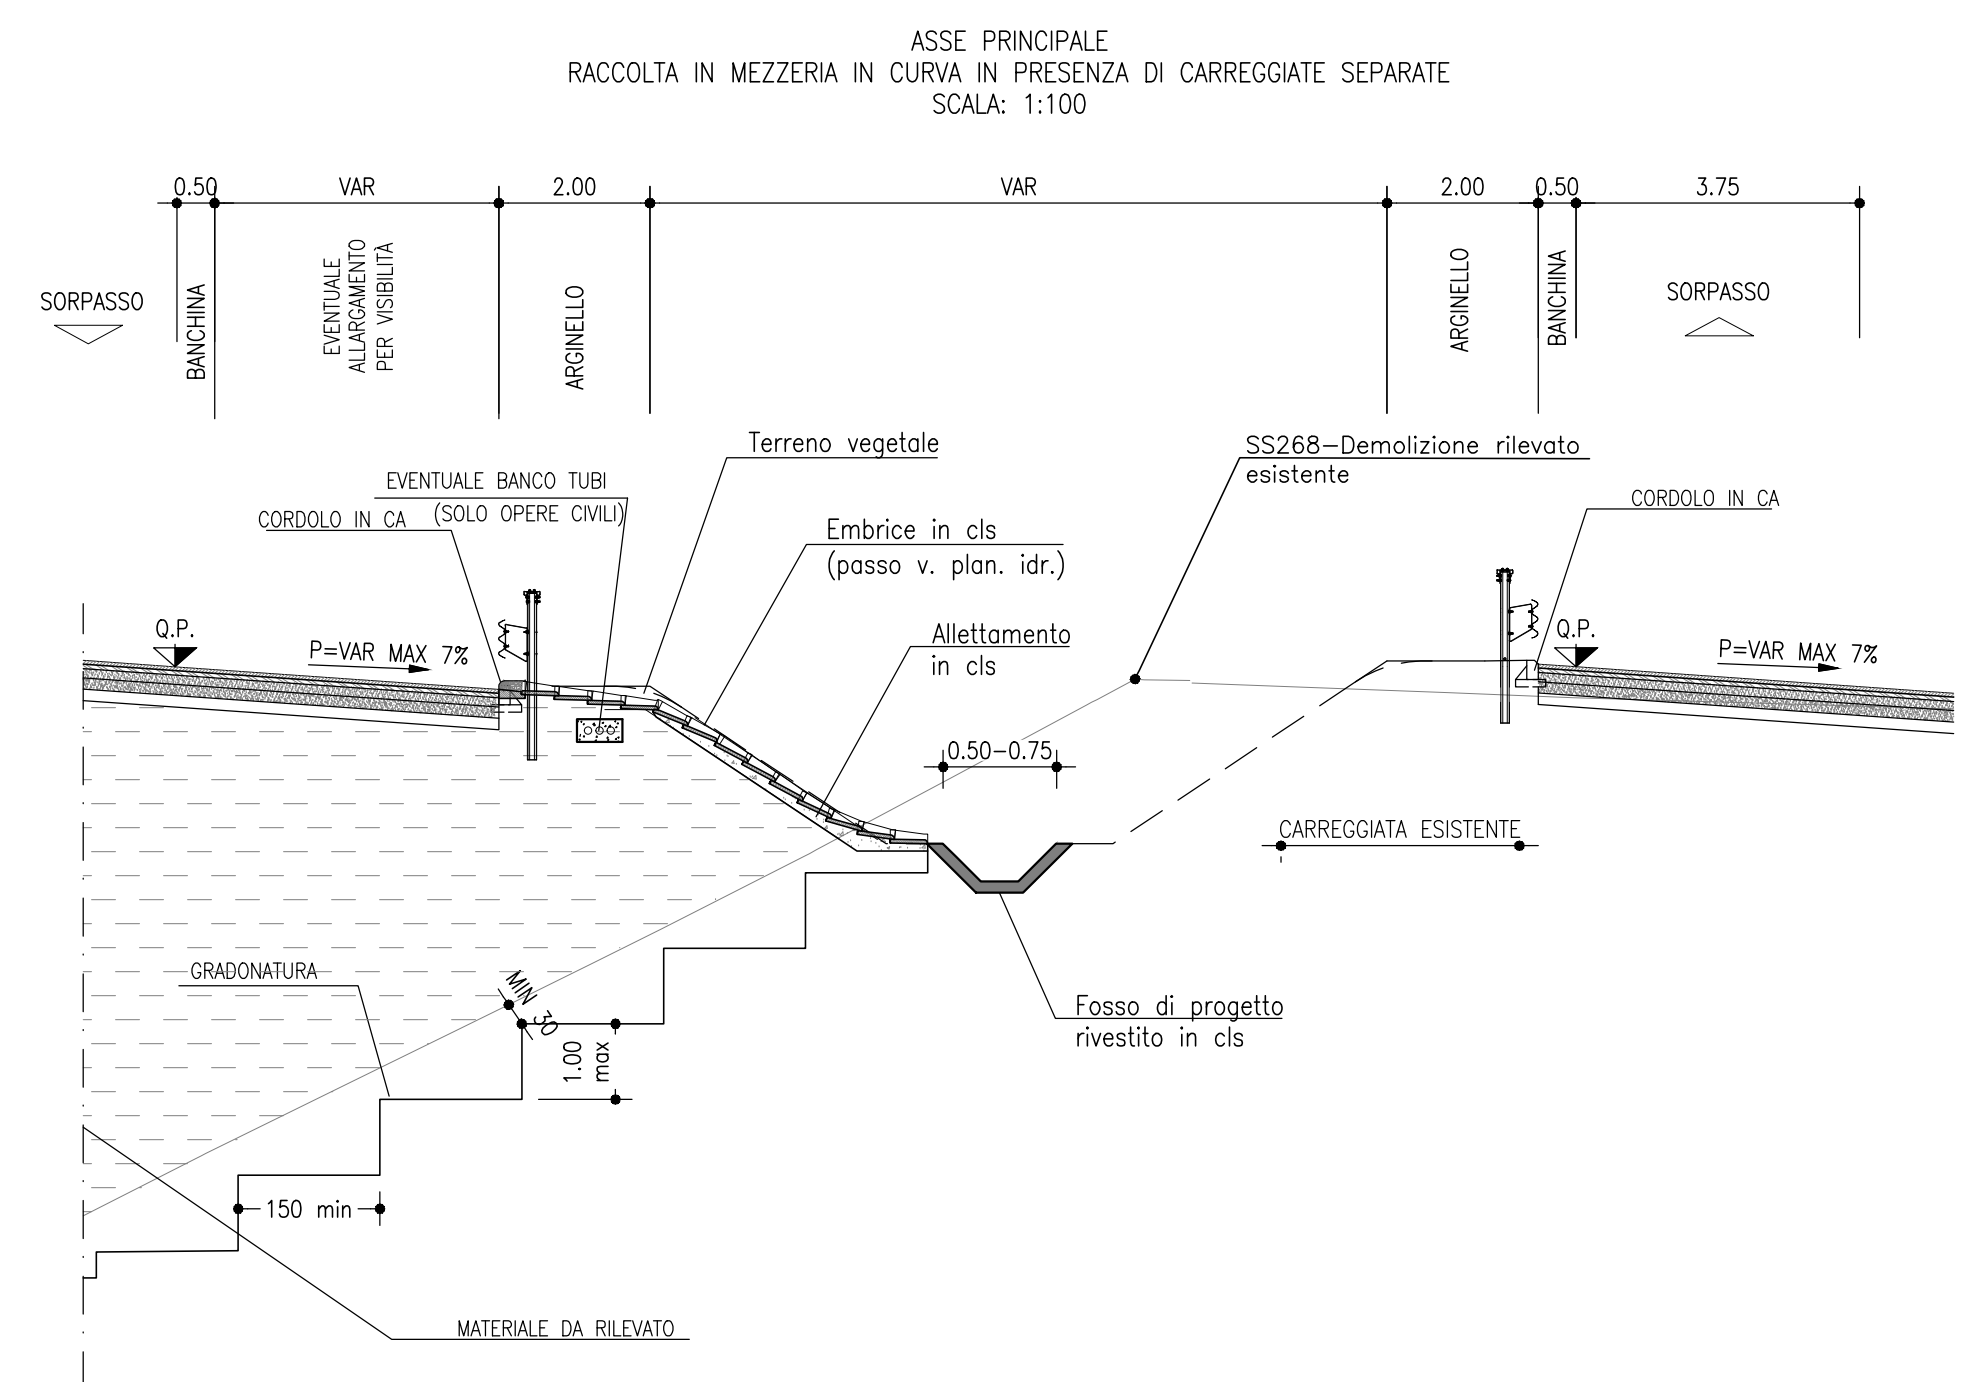 ASSE PRINCIPALE
RACCOLTA IN MEZZERIA IN CURVA IN PRESENZA DI CARREGGIATE SEPARATE
SCALA: 1:100
0.50
VAR
2.00
VAR
2.00
0.50
3.75
SORPASSO
BANCHINA
EVENTUALE
ALLARGAMENTO
PER VISIBILITÀ
ARGINELLO
ARGINELLO
BANCHINA
SORPASSO
Terreno vegetale
SS268-Demolizione rilevato
esistente
EVENTUALE BANCO TUBI
(SOLO OPERE CIVILI)
CORDOLO IN CA
CORDOLO IN CA
Embrice in cls
(passo v. plan. idr.)
Allettamento
in cls
Q.P.
P=VAR MAX 7%
Q.P.
P=VAR MAX 7%
0.50-0.75
CARREGGIATA ESISTENTE
GRADONATURA
MIN 30
1.00
max
Fosso di progetto
rivestito in cls
150 min
MATERIALE DA RILEVATO